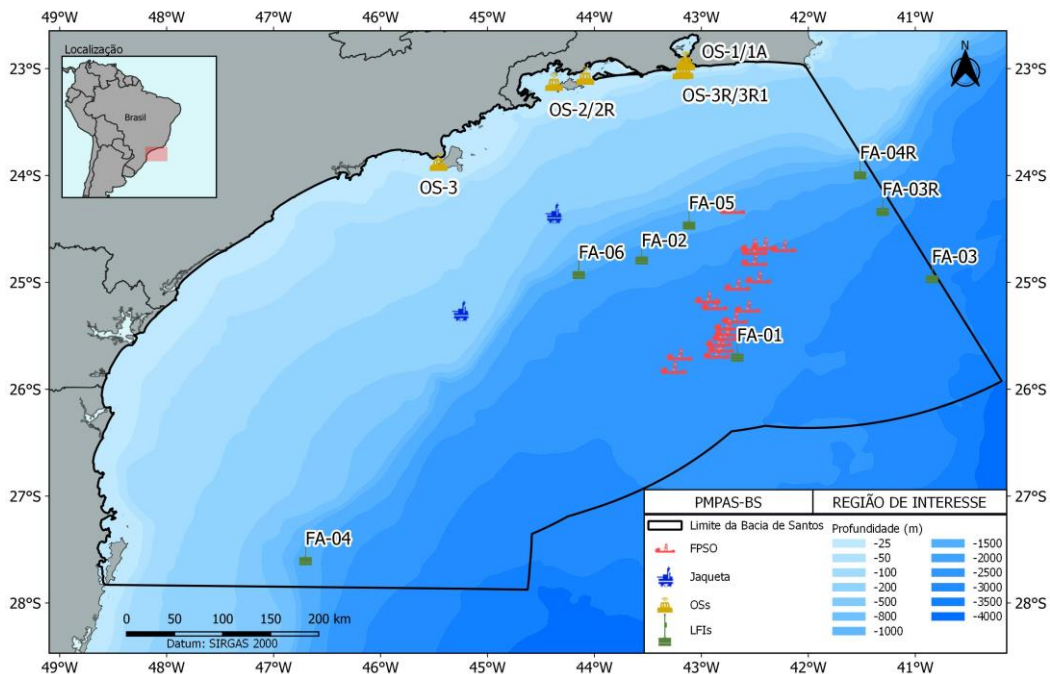 49°W
48°W
47°W
46°W
45°W
44°W
43°W
42°W
41°W
Localização
Brasil
N
OS-1/1A
23°S
23°S
OS-2/2R
OS-3R/3R1
OS-3
FA-04R
24°S
24°S
FA-03R
FA-05
FA-02
FA-06
FA-03
25°S
25°S
FA-01
26°S
26°S
27°S
27°S
FA-04
28°S
28°S
0 50 100 150 200 km
Datum: SIRGAS 2000
PMPAS-BS
REGIÃO DE INTERESSE
Limite da Bacia de Santos
FPSO
Jaqueta
OSs
LFIs
Profundidade (m)
-25
-50
-100
-200
-500
-800
-1000
-1500
-2000
-2500
-3000
-3500
-4000
49°W
48°W
47°W
46°W
45°W
44°W
43°W
42°W
41°W